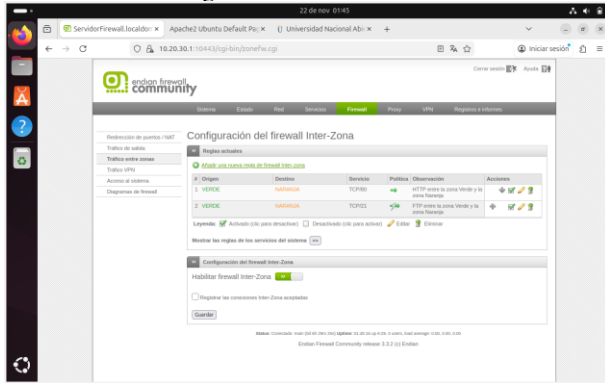 22 de nov 01:45
ServidorFirewall.localdom
Apache2 Ubuntu Default Pag
Universidad Nacional Abie
10.20.30.1:10443/cgi-bin/zonefw.cgi
Iniciar sesión
Cerrar sesión
Ayuda
endian firewall
community
Sistema Estado Red Servicios Firewall Proxy VPN Registros e informes
Redirección de puertos / NAT
Tráfico de salida
Tráfico entre zonas
Tráfico VPN
Acceso al sistema
Diagramas de firewall
Configuración del firewall Inter-Zona
Reglas actuales
Añadir una nueva regla de firewall inter-zona
# Origen Destino Servicio Política Observación Acciones
1 VERDE NARANJA TCP/80 HTTP entre la zona Verde y la
zona Naranja
2 VERDE NARANJA TCP/21 FTP entre la zona Verde y la
zona Naranja
Leyenda: Activado (clic para desactivar) Desactivado (clic para activar) Editar Eliminar
Mostrar las reglas de los servicios del sistema >>
Configuración del firewall Inter-Zona
Habilitar firewall Inter-Zona
Registrar las conexiones Inter-Zona aceptadas
Guardar
Endian Firewall Community release 3.3.2 (c) Endian